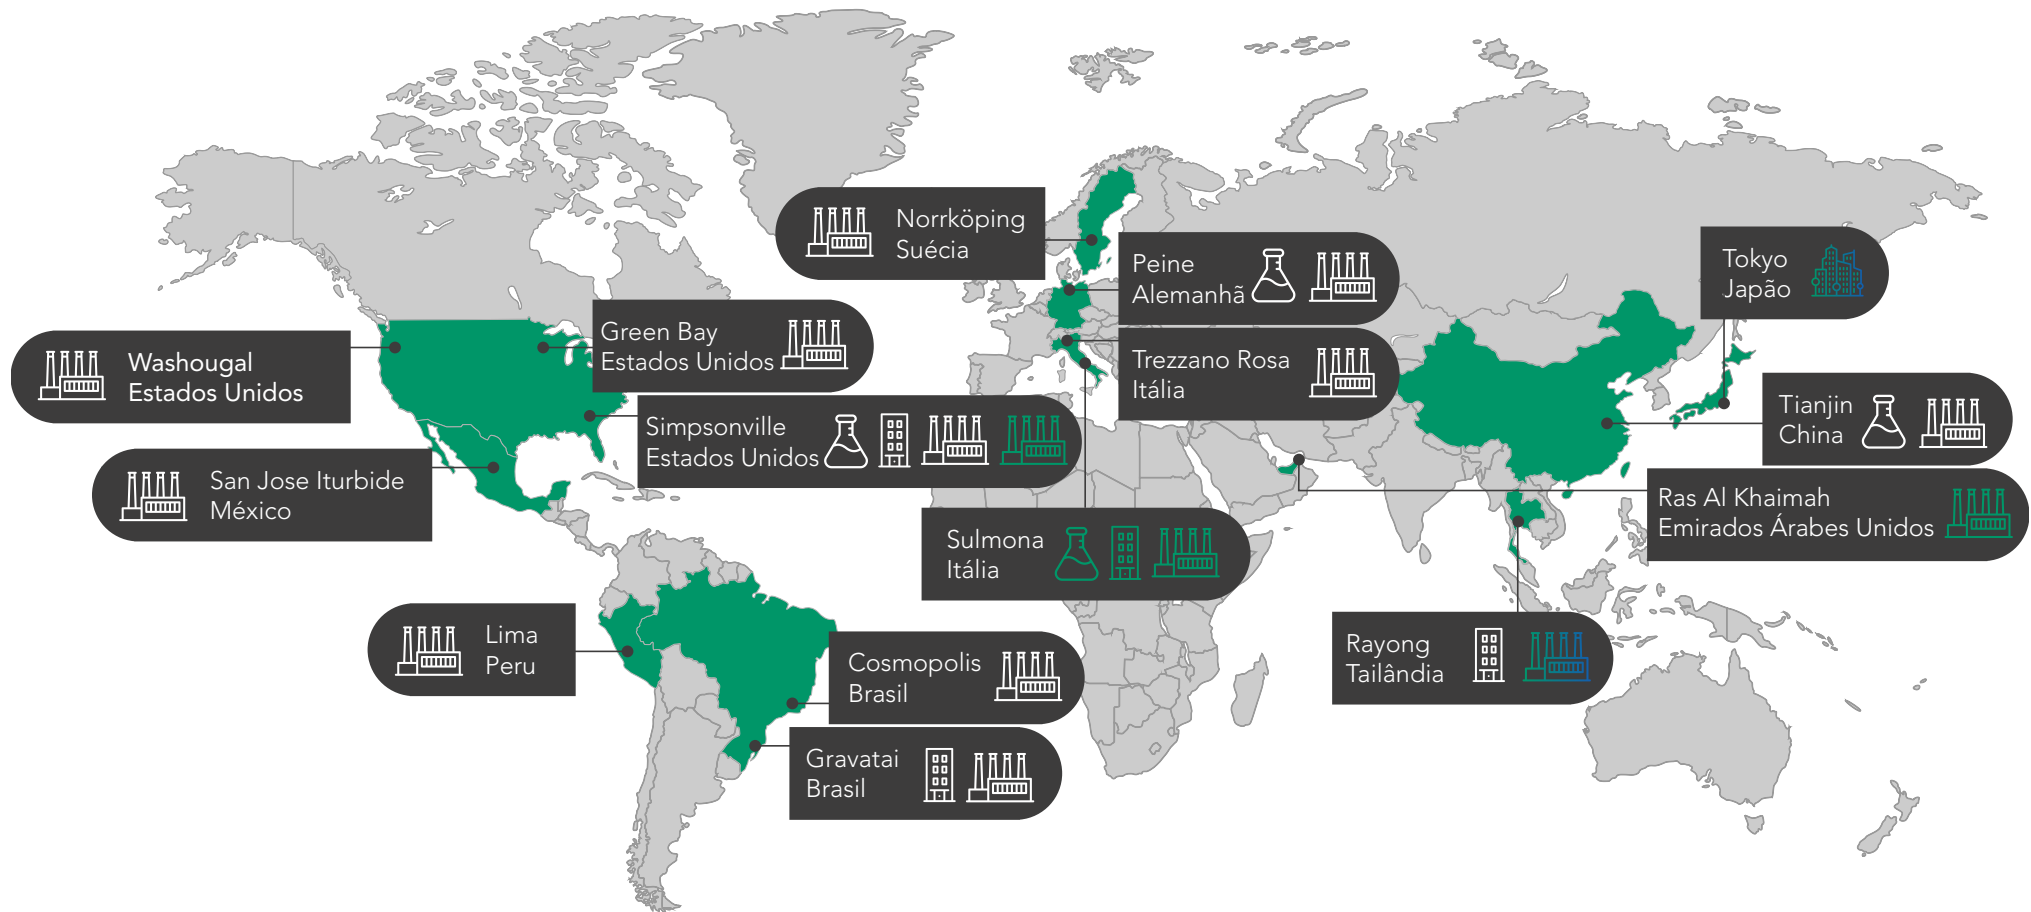 Norrköping
Suécia
Peine
Alemanhã
Tokyo
Japão
Green Bay
Estados Unidos
Washougal
Estados Unidos
Trezzano Rosa
Itália
Simpsonville
Estados Unidos
Tianjin
China
San Jose Iturbide
México
Ras Al Khaimah
Emirados Árabes Unidos
Sulmona
Itália
Lima
Peru
Rayong
Tailândia
Cosmopolis
Brasil
Gravatai
Brasil